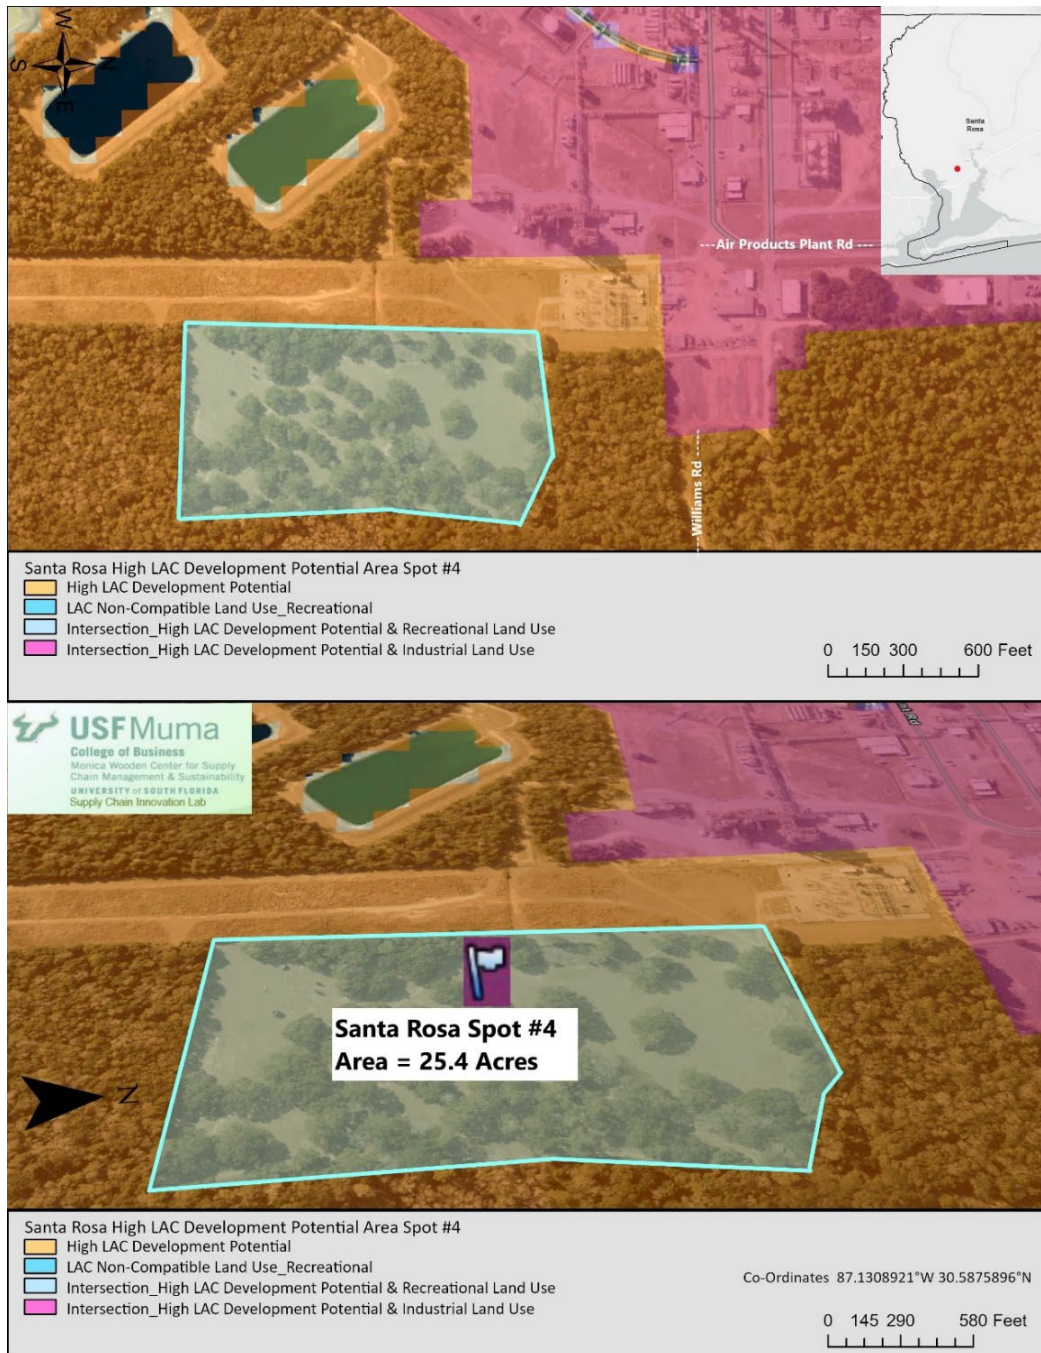 W
S N
E
Santa
Rosa
---Air Products Plant Rd ---
---Williams Rd ------
Santa Rosa High LAC Development Potential Area Spot #4
High LAC Development Potential
LAC Non-Compatible Land Use_Recreational
Intersection_High LAC Development Potential & Recreational Land Use
Intersection_High LAC Development Potential & Industrial Land Use
0 150 300 600 Feet
USF Muma
College of Business
Monica Wooden Center for Supply
Chain Management & Sustainability
UNIVERSITY of SOUTH FLORIDA
Supply Chain Innovation Lab
nt Rd
Santa Rosa Spot #4
Area = 25.4 Acres
N
Santa Rosa High LAC Development Potential Area Spot #4
High LAC Development Potential
LAC Non-Compatible Land Use_Recreational
Intersection_High LAC Development Potential & Recreational Land Use
Intersection_High LAC Development Potential & Industrial Land Use
Co-Ordinates 87.1308921°W 30.5875896°N
0 145 290 580 Feet